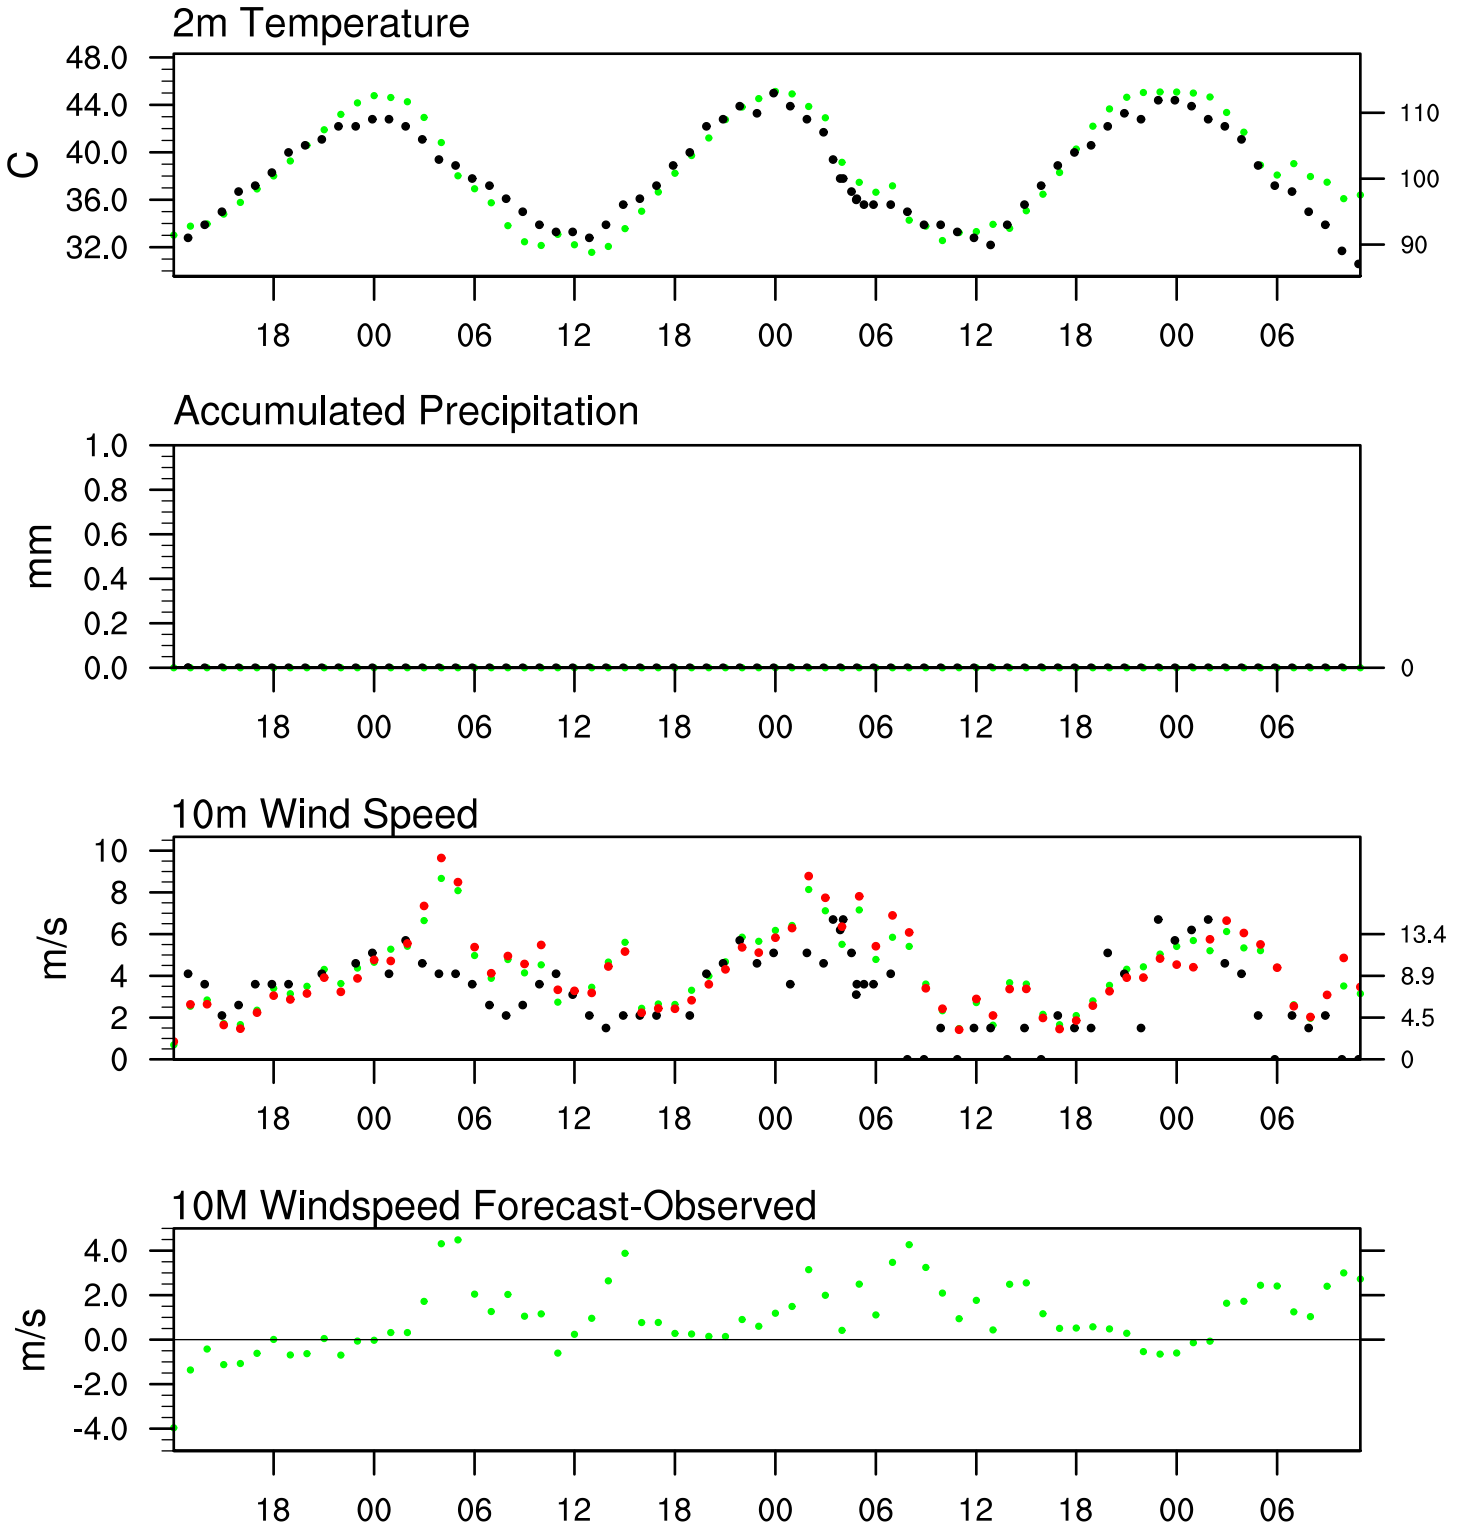 2m Temperature
48.0
44.0
40.0
36.0
32.0
C
110
100
90
18 00 06 12 18 00 06 12 18 00 06
Accumulated Precipitation
1.0
0.8
0.6
0.4
0.2
0.0
mm
0
18 00 06 12 18 00 06 12 18 00 06
10m Wind Speed
10
8
6
4
2
0
m/s
13.4
8.9
4.5
0
18 00 06 12 18 00 06 12 18 00 06
10M Windspeed Forecast-Observed
4.0
2.0
0.0
-2.0
-4.0
m/s
18 00 06 12 18 00 06 12 18 00 06